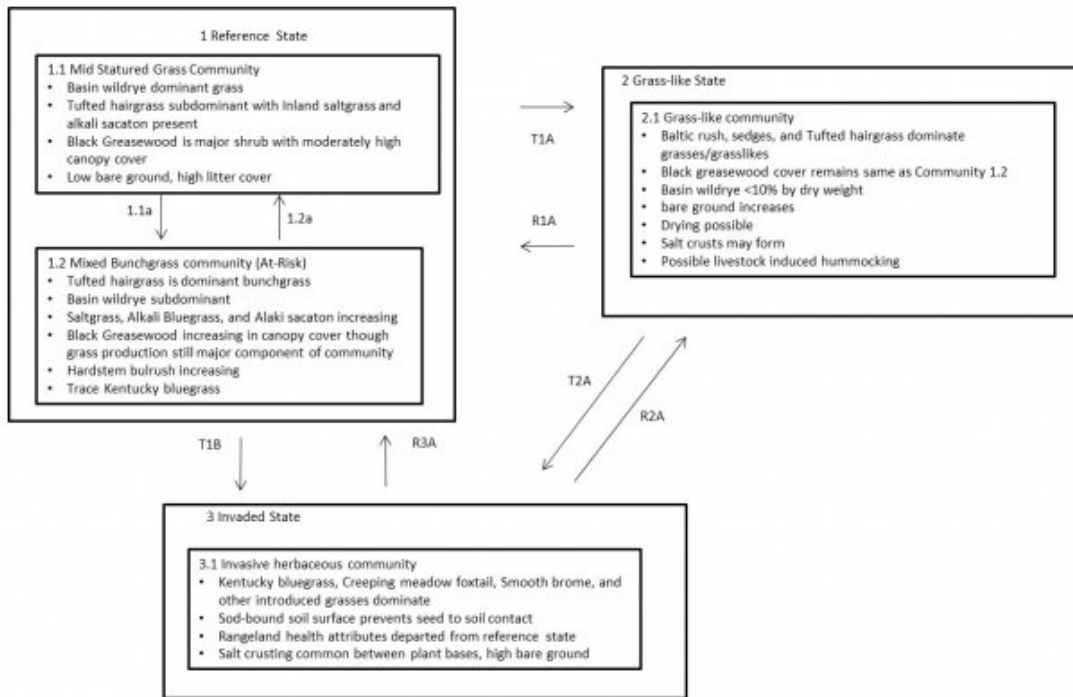 1 Reference State
1.1 Mid Statured Grass Community
• Basin wildrye dominant grass
• Tufted hairgrass subdominant with Inland saltgrass and
alkali sacaton present
• Black Greasewood is major shrub with moderately high
canopy cover
• Low bare ground, high litter cover
1.1a
1.2a
1.2 Mixed Bunchgrass community (At-Risk)
• Tufted hairgrass is dominant bunchgrass
• Basin wildrye subdominant
• Saltgrass, Alkali Bluegrass, and Alaki sacaton increasing
• Black Greasewood increasing in canopy cover though
grass production still major component of community
• Hardstem bulrush increasing
• Trace Kentucky bluegrass
T1A
R1A
2 Grass-like State
2.1 Grass-like community
• Baltic rush, sedges, and Tufted hairgrass dominate
grasses/grasslikes
• Black greasewood cover remains same as Community 1.2
• Basin wildrye <10% by dry weight
• bare ground increases
• Drying possible
• Salt crusts may form
• Possible livestock induced hummocking
T2A
R2A
T1B
R3A
3 Invaded State
3.1 Invasive herbaceous community
• Kentucky bluegrass, Creeping meadow foxtail, Smooth brome, and
other introduced grasses dominate
• Sod-bound soil surface prevents seed to soil contact
• Rangeland health attributes departed from reference state
• Salt crusting common between plant bases, high bare ground